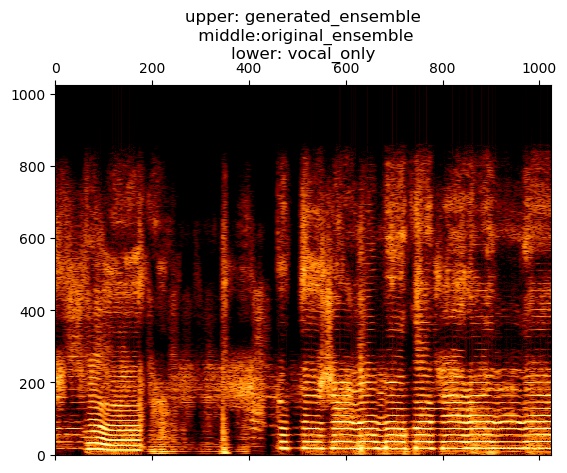 upper: generated_ensemble
middle:original_ensemble
lower: vocal_only
0 200 400 600 800 1000
1000
800
600
400
200
0